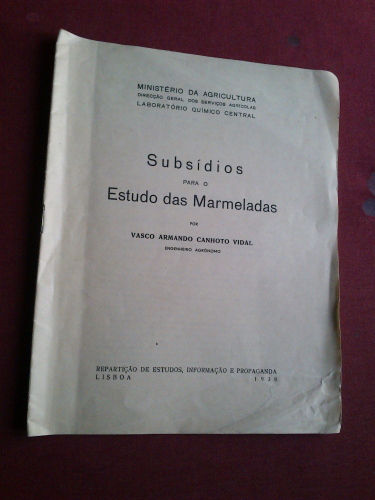 MINISTÉRIO DA AGRICULTURA
DIRECÇÃO GERAL DOS SERVIÇOS AGRÍCOLAS
LABORATÓRIO QUÍMICO CENTRAL
Subsídios
PARA O
Estudo das Marmeladas
POR
VASCO ARMANDO CANHOTO VIDAL
ENGENHEIRO AGRÓNOMO
REPARTIÇÃO DE ESTUDOS, INFORMAÇÃO E PROPAGANDA
LISBOA 1938